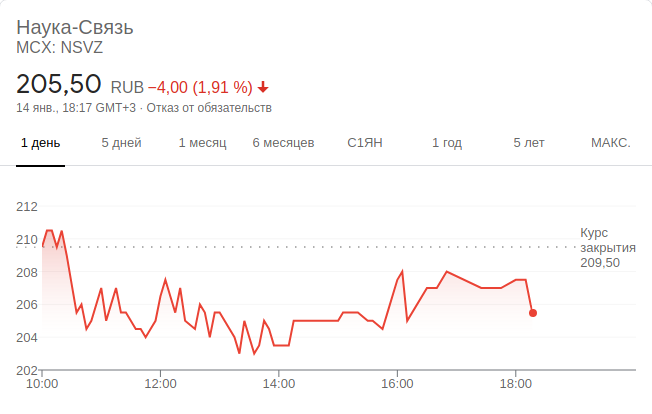 Наука-Связь
MCX: NSVZ
205,50 RUB −4,00 (1,91 %)
14 янв., 18:17 GMT+3 · Отказ от обязательств
1 день 5 дней 1 месяц 6 месяцев С1ЯН 1 год 5 лет МАКС.
212
210
208
206
204
202
Курс
закрытия
209,50
10:00 12:00 14:00 16:00 18:00